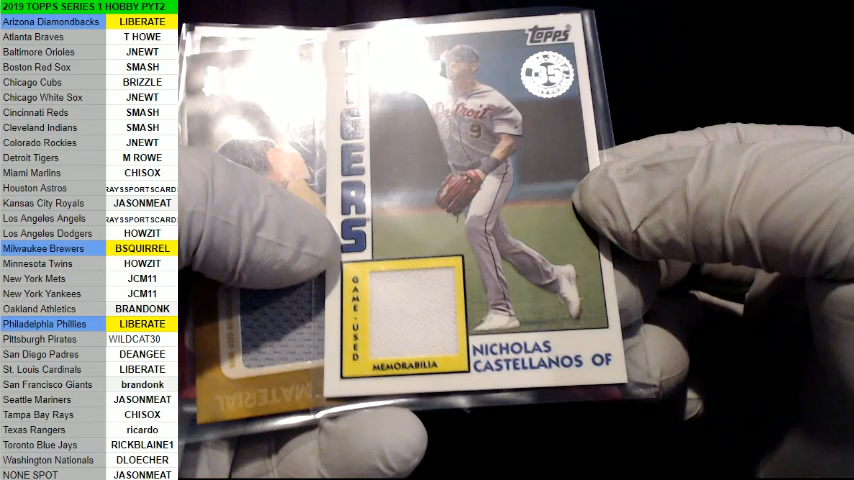 2019 TOPPS SERIES 1 HOBBY PYT2
Arizona Diamondbacks LIBERATE
Atlanta Braves T HOWE
Baltimore Orioles JNEWT
Boston Red Sox SMASH
Chicago Cubs BRIZZLE
Chicago White Sox JNEWT
Cincinnati Reds SMASH
Cleveland Indians SMASH
Colorado Rockies JNEWT
Detroit Tigers M ROWE
Miami Marlins CHISOX
Houston Astros RAYSSPORTSCARD
Kansas City Royals JASONMEAT
Los Angeles Angels RAYSSPORTSCARD
Los Angeles Dodgers HOWZIT
Milwaukee Brewers BSQUIRREL
Minnesota Twins HOWZIT
New York Mets JCM11
New York Yankees JCM11
Oakland Athletics BRANDONK
Philadelphia Phillies LIBERATE
Pittsburgh Pirates WILDCAT30
San Diego Padres DEANGEE
St. Louis Cardinals LIBERATE
San Francisco Giants brandonk
Seattle Mariners JASONMEAT
Tampa Bay Rays CHISOX
Texas Rangers ricardo
Toronto Blue Jays RICKBLAINE1
Washington Nationals DLOECHER
NONE SPOT JASONMEAT
Topps
35
TIGERS
Detroit
9
GAME-USED
MEMORABILIA
NICHOLAS
CASTELLANOS OF
MATERIAL